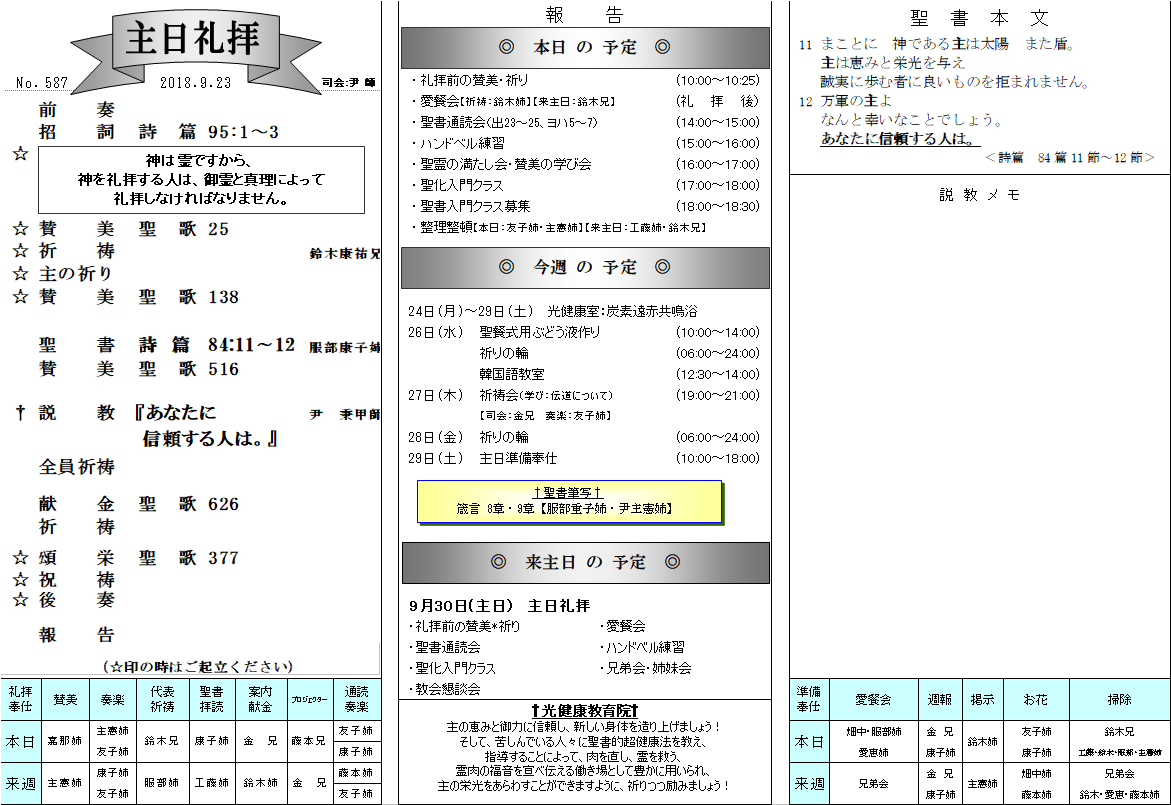 主日礼拝
No. 587 2018.9.23 司会:尹 師
前 奏
招 詞 詩 篇 95:1～3
☆
神は霊ですから、
神を礼拝する人は、御霊と真理によって
礼拝しなければなりません。
☆ 賛 美 聖 歌 25
☆ 祈 祷 鈴木康祐兄
☆ 主の祈り
☆ 賛 美 聖 歌 138
聖 書 詩 篇 84:11～12 服部康子姉
賛 美 聖 歌 516
† 説 教 『あなたに 尹 秉甲師
信頼する人は。』
全員祈祷
献 金 聖 歌 626
祈 祷
☆ 頌 栄 聖 歌 377
☆ 祝 祷
☆ 後 奏
報 告
(☆印の時はご起立ください)
礼拝奉仕 賛美 奏楽 代表祈祷 聖書拝読 案内献金 プロジェクター 通読奏楽
本日 嘉那姉 主憲姉 友子姉 鈴木兄 康子姉 金 兄 藤本兄 友子姉 康子姉
来週 主憲姉 康子姉 友子姉 服部姉 工藤姉 鈴木姉 金 兄 藤本姉 友子姉
報 告
◎ 本日 の 予定 ◎
・礼拝前の賛美・祈り (10:00～10:25)
・愛餐会【祈祷:鈴木姉】【来主日:鈴木兄】 (礼 拝 後)
・聖書通読会(出23～25、ヨハ5～7) (14:00～15:00)
・ハンドベル練習 (15:00～16:00)
・聖霊の満たし会・賛美の学び会 (16:00～17:00)
・聖化入門クラス (17:00～18:00)
・聖書入門クラス募集 (18:00～18:30)
・整理整頓【本日:友子姉・主憲姉】【来主日:工藤姉・鈴木兄】
◎ 今週 の 予定 ◎
24日(月)～29日(土) 光健康室:炭素遠赤共鳴浴
26日(水) 聖餐式用ぶどう液作り (10:00～14:00)
祈りの輪 (06:00～24:00)
韓国語教室 (12:30～14:00)
27日(木) 祈祷会(学び:伝道について) (19:00～21:00)
【司会:金兄 奏楽:友子姉】
28日(金) 祈りの輪 (06:00～24:00)
29日(土) 主日準備奉仕 (10:00～18:00)
†聖書筆写†
箴言 8章・9章【服部重子姉・尹主憲姉】
◎ 来主日 の 予定 ◎
9月30日(主日) 主日礼拝
・礼拝前の賛美*祈り ・愛餐会
・聖書通読会 ・ハンドベル練習
・聖化入門クラス ・兄弟会・姉妹会
・教会懇談会
†光健康教育院†
主の恵みと御力に信頼し、新しい身体を造り上げましょう!
そして、苦しんでいる人々に聖書的超健康法を教え、
指導することによって、肉を直し、霊を救う、
霊肉の福音を宣べ伝える働き場として豊かに用いられ、
主の栄光をあらわすことができますように、祈りつつ励みましょう!
聖 書 本 文
11 まことに 神である主は太陽 また盾。
主は恵みと栄光を与え
誠実に歩む者に良いものを拒まれません。
12 万軍の主よ
なんと幸いなことでしょう。
あなたに信頼する人は。
＜詩篇 84篇11節～12節＞
説 教 メ モ
準備奉仕 愛餐会 週報 掲示 お花 掃除
本日 畑中・服部姉 愛恵姉 金 兄 康子姉 鈴木姉 友子姉 康子姉 鈴木兄 工藤・鈴木・服部・主憲姉
来週 兄弟会 金 兄 康子姉 主憲姉 畑中姉 藤本姉 兄弟会 鈴木・愛恵・藤本姉